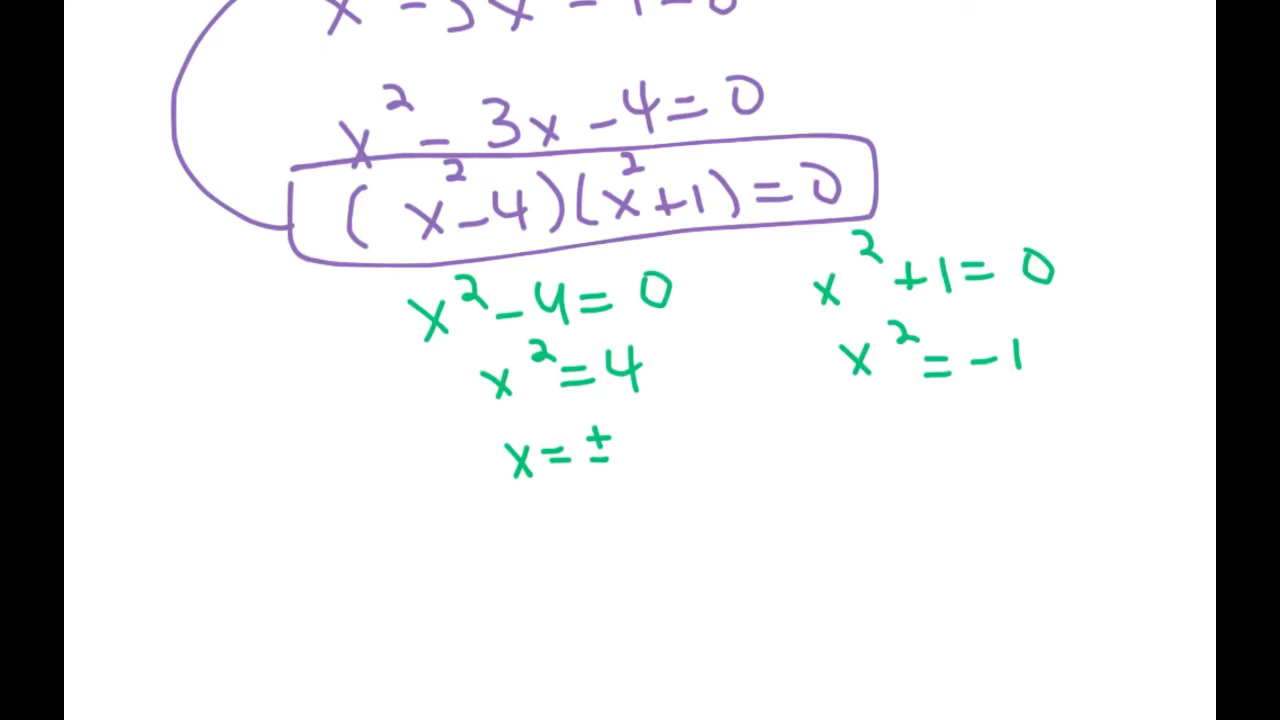 x² - 3x - 4 = 0
(x² - 4)(x² + 1) = 0
x² - 4 = 0
x² + 1 = 0
x² = 4
x² = -1
x = ±